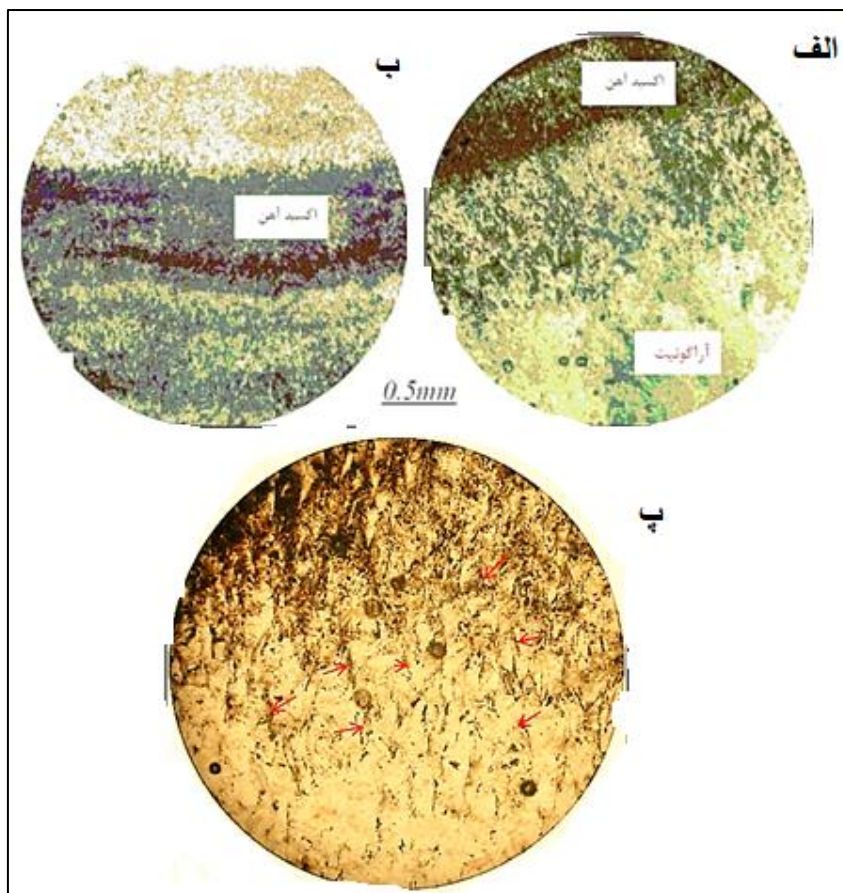 الف
ب
اکسید آهن
اکسید آهن
آراگونیت
0.5mm
پ